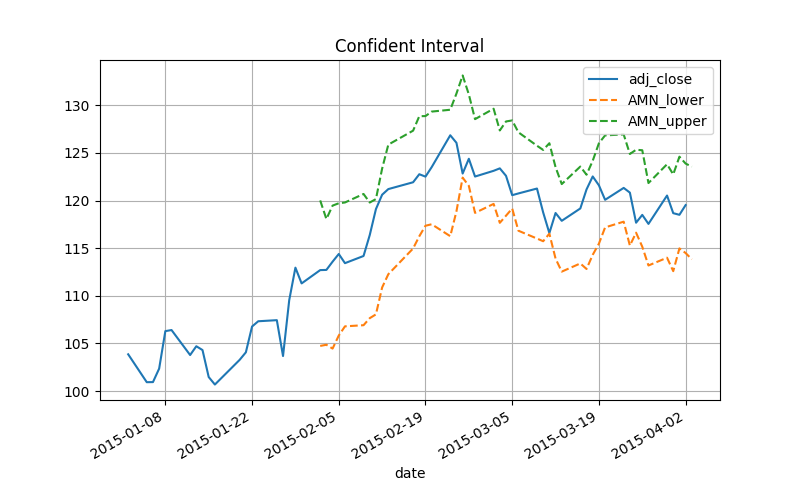 Confident Interval
adj_close
AMN_lower
AMN_upper
130
125
120
115
110
105
100
2015-01-08
2015-01-22
2015-02-05
2015-02-19
2015-03-05
2015-03-19
2015-04-02
date